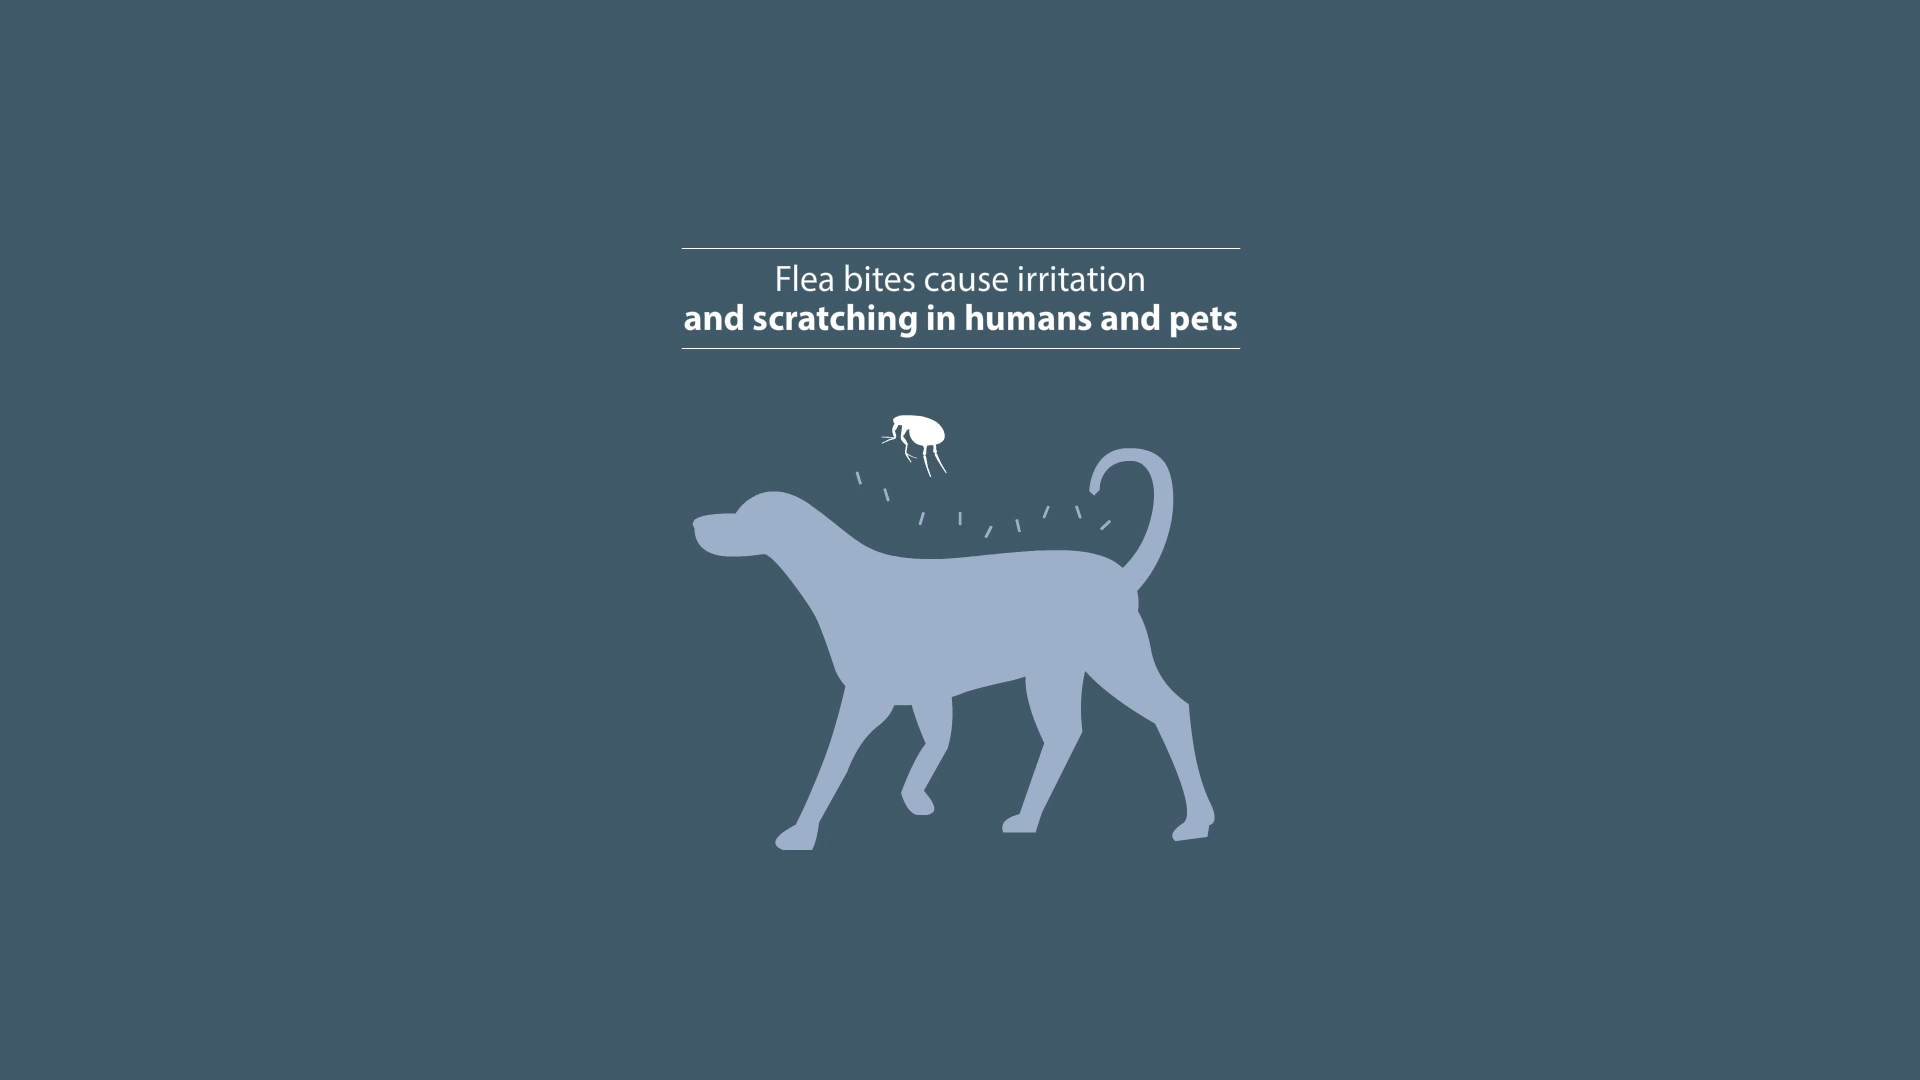 Flea bites cause irritation
and scratching in humans and pets